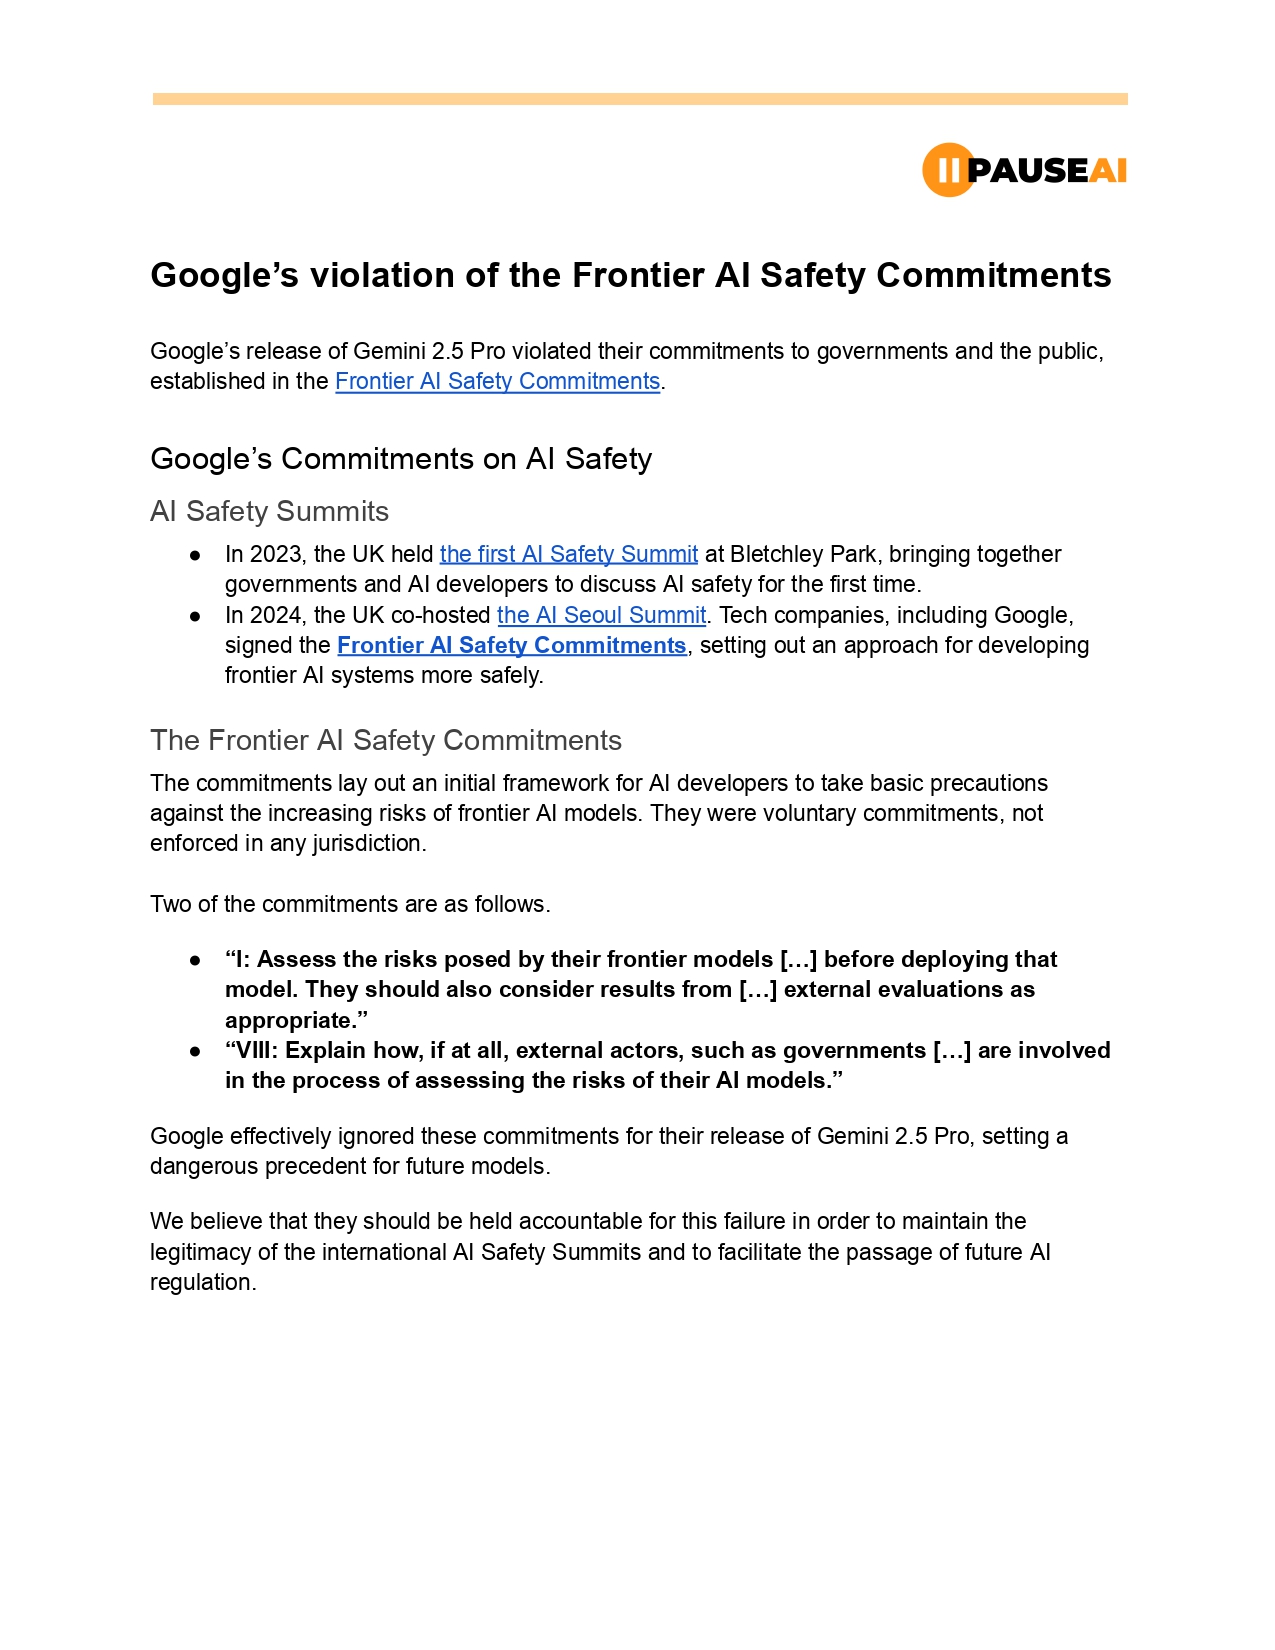 PAUSEAI
Google’s violation of the Frontier AI Safety Commitments
Google’s release of Gemini 2.5 Pro violated their commitments to governments and the public,
established in the Frontier AI Safety Commitments.
Google’s Commitments on AI Safety
AI Safety Summits
● In 2023, the UK held the first AI Safety Summit at Bletchley Park, bringing together
governments and AI developers to discuss AI safety for the first time.
● In 2024, the UK co-hosted the AI Seoul Summit. Tech companies, including Google,
signed the Frontier AI Safety Commitments, setting out an approach for developing
frontier AI systems more safely.
The Frontier AI Safety Commitments
The commitments lay out an initial framework for AI developers to take basic precautions
against the increasing risks of frontier AI models. They were voluntary commitments, not
enforced in any jurisdiction.
Two of the commitments are as follows.
● “I: Assess the risks posed by their frontier models […] before deploying that
model. They should also consider results from […] external evaluations as
appropriate.”
● “VIII: Explain how, if at all, external actors, such as governments […] are involved
in the process of assessing the risks of their AI models.”
Google effectively ignored these commitments for their release of Gemini 2.5 Pro, setting a
dangerous precedent for future models.
We believe that they should be held accountable for this failure in order to maintain the
legitimacy of the international AI Safety Summits and to facilitate the passage of future AI
regulation.